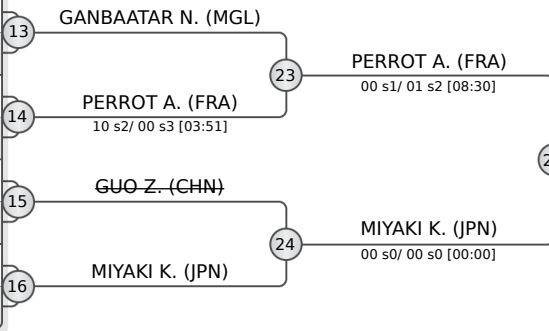 13
GANBAATAR N. (MGL)
23
PERROT A. (FRA)
00 s1/ 01 s2 [08:30]
14
PERROT A. (FRA)
10 s2/ 00 s3 [03:51]
15
GUO Z. (CHN)
24
MIYAKI K. (JPN)
00 s0/ 00 s0 [00:00]
16
MIYAKI K. (JPN)